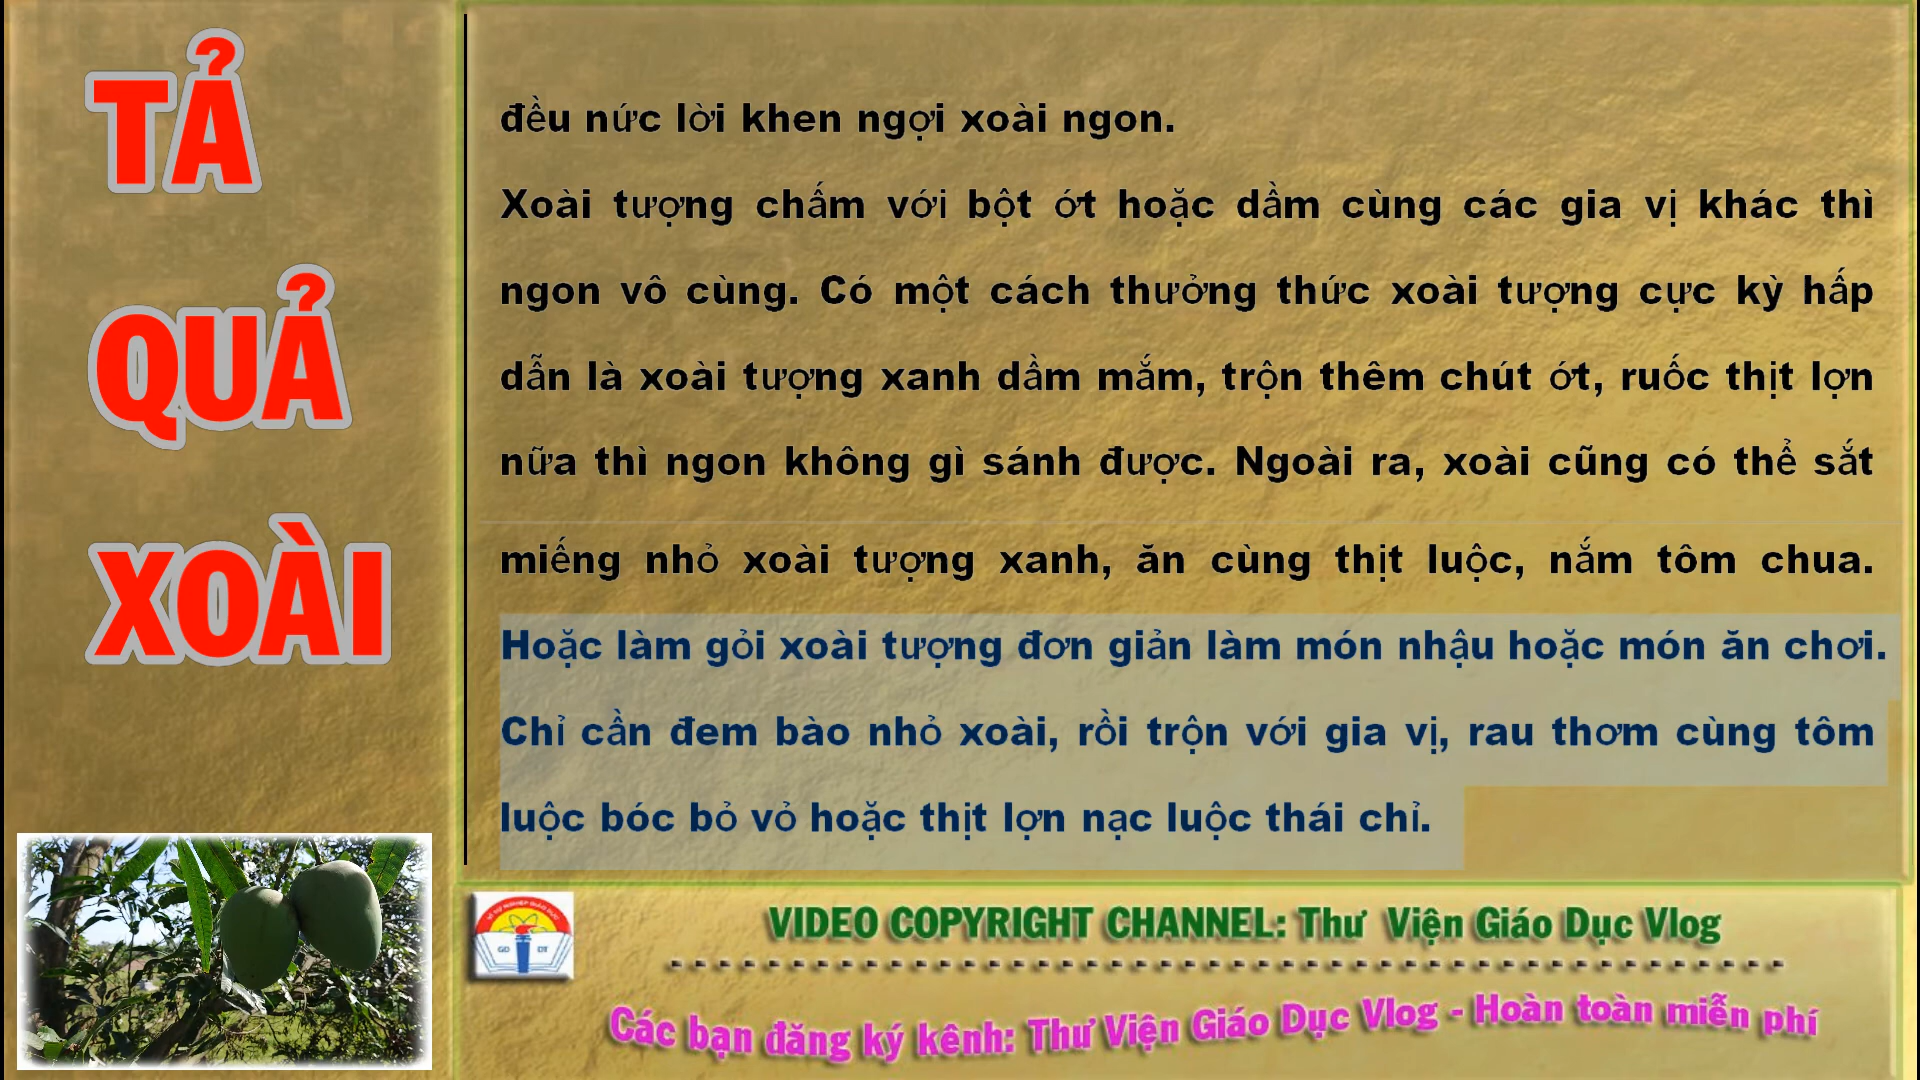 TẢ
QUẢ
XOÀI
đều nức lời khen ngợi xoài ngon.
Xoài tượng chấm với bột ớt hoặc dầm cùng các gia vị khác thì
ngon vô cùng. Có một cách thưởng thức xoài tượng cực kỳ hấp
dẫn là xoài tượng xanh dầm mắm, trộn thêm chút ớt, ruốc thịt lợn
nữa thì ngon không gì sánh được. Ngoài ra, xoài cũng có thể sắt
miếng nhỏ xoài tượng xanh, ăn cùng thịt luộc, nắm tôm chua.
Hoặc làm gỏi xoài tượng đơn giản làm món nhậu hoặc món ăn chơi.
Chỉ cần đem bào nhỏ xoài, rồi trộn với gia vị, rau thơm cùng tôm
luộc bóc bỏ vỏ hoặc thịt lợn nạc luộc thái chỉ.
VÌ SỰ NGHIỆP GIÁO DỤC
GD ĐT
VIDEO COPYRIGHT CHANNEL: Thư Viện Giáo Dục Vlog
Các bạn đăng ký kênh: Thư Viện Giáo Dục Vlog - Hoàn toàn miễn phí